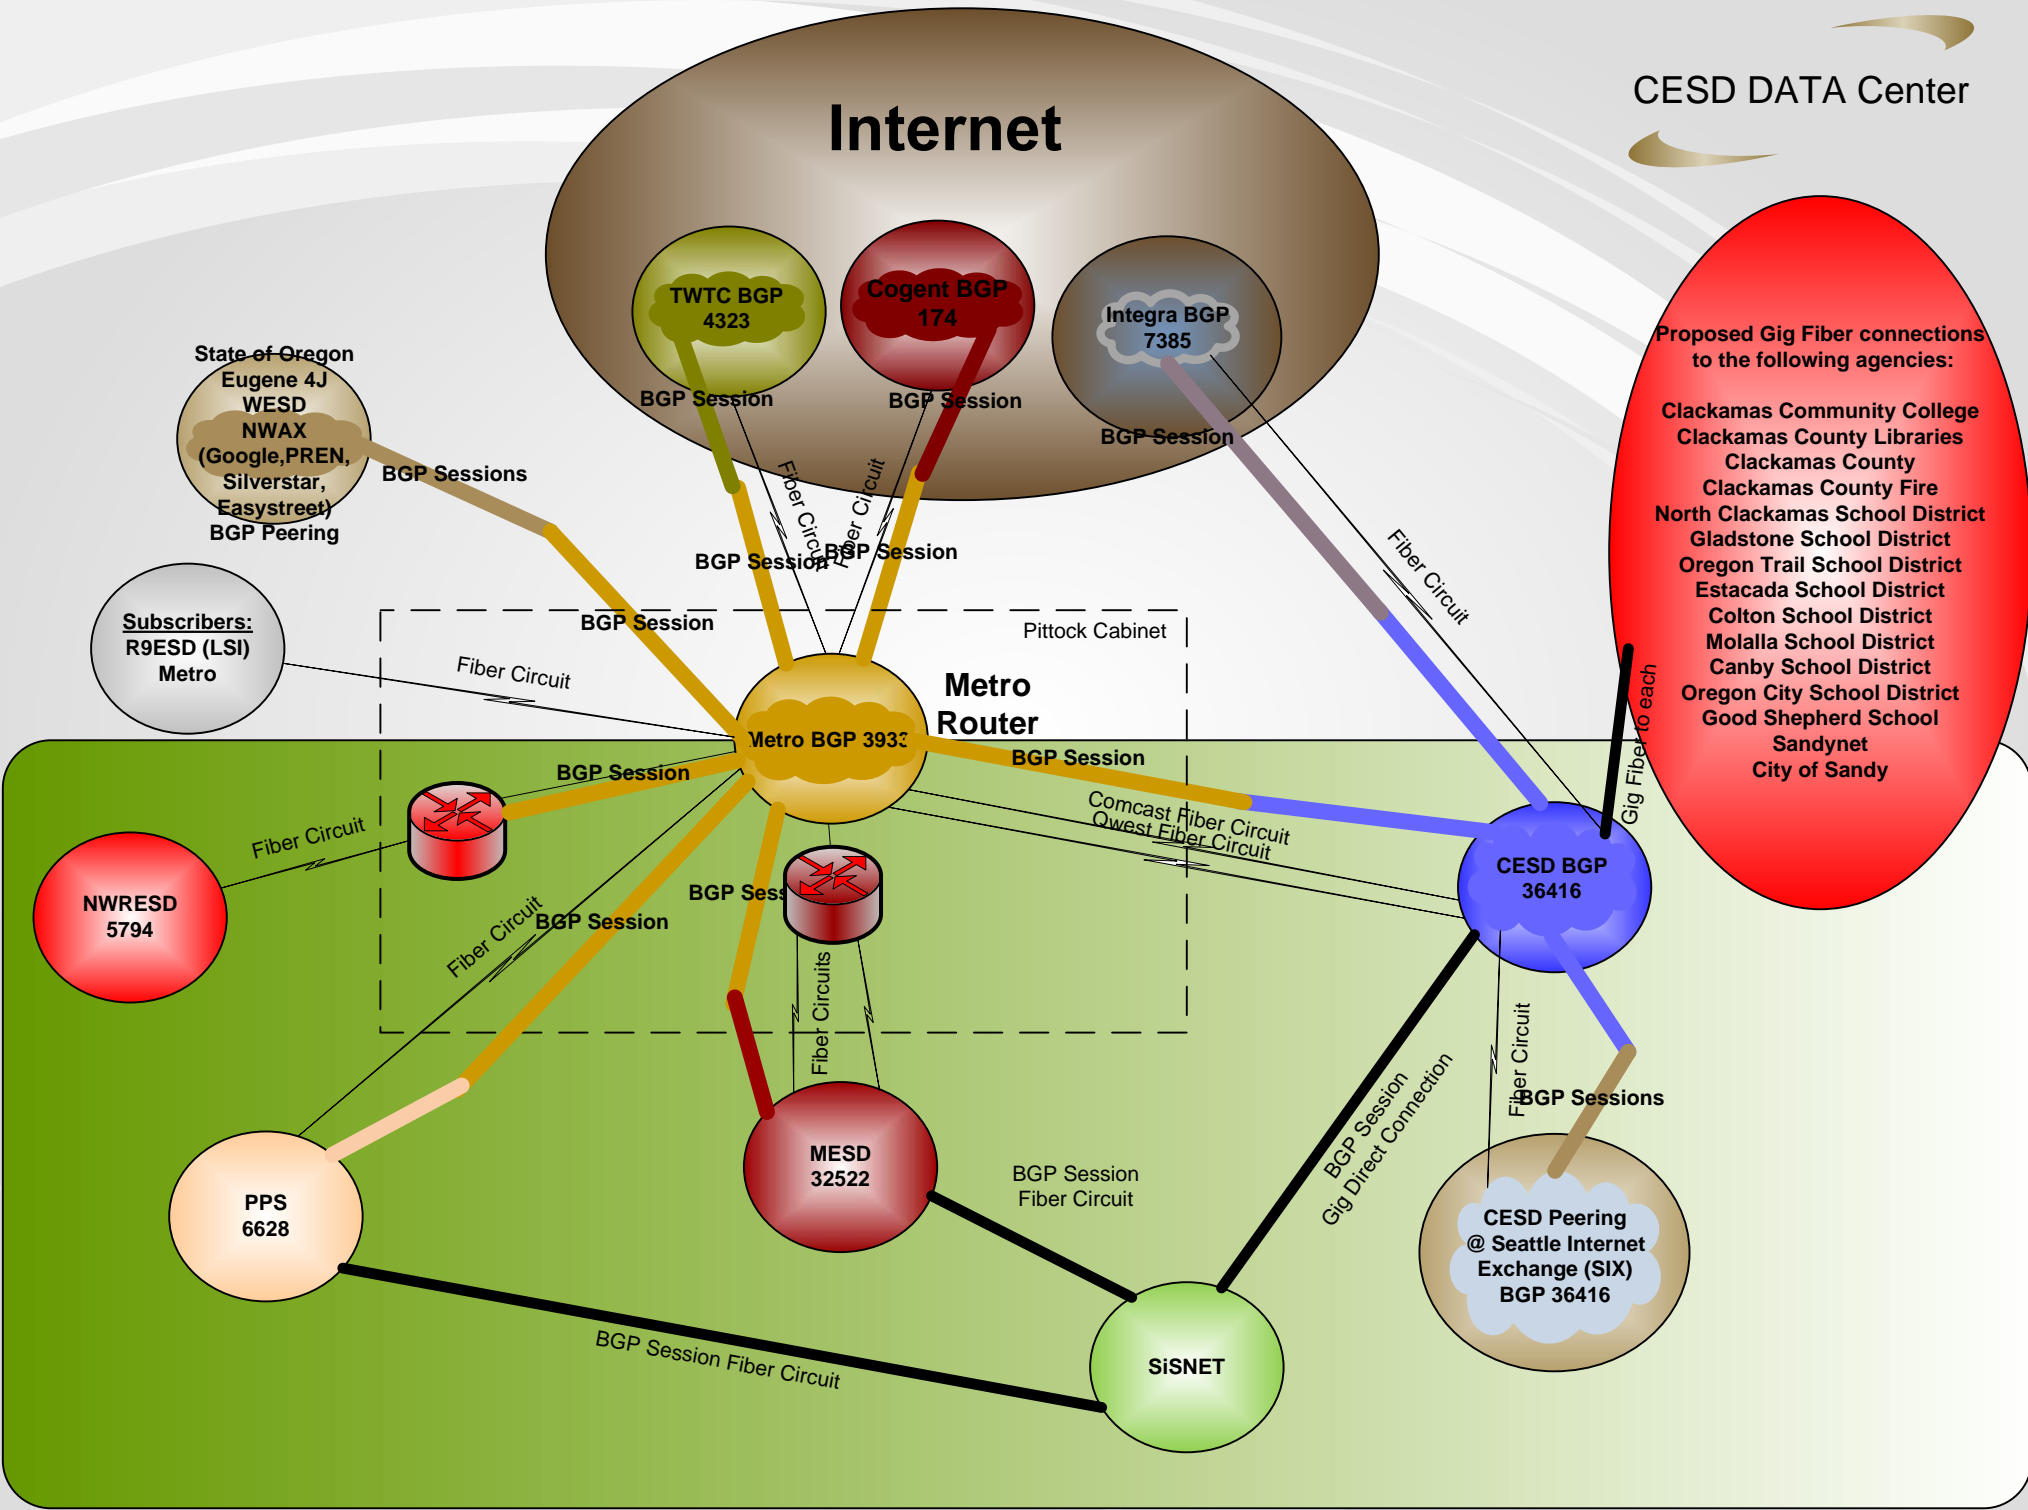 CESD DATA Center
Internet
TWTC BGP
4323
Cogent BGP
174
Integra BGP
7385
BGP Session
BGP Session
BGP Session
State of Oregon
Eugene 4J
WESD
NWAX
(Google,PREN,
Silverstar,
Easystreet)
BGP Peering
BGP Sessions
Fiber Circuit
Fiber Circuit
BGP Session
BGP Session
Fiber Circuit
Proposed Gig Fiber connections
to the following agencies:
Clackamas Community College
Clackamas County Libraries
Clackamas County
Clackamas County Fire
North Clackamas School District
Gladstone School District
Oregon Trail School District
Estacada School District
Colton School District
Molalla School District
Canby School District
Oregon City School District
Good Shepherd School
Sandynet
City of Sandy
Gig Fiber to each
Subscribers:
R9ESD (LSI)
Metro
Fiber Circuit
BGP Session
Pittock Cabinet
Metro
Router
Metro BGP 3933
BGP Session
BGP Session
Comcast Fiber Circuit
Qwest Fiber Circuit
Fiber Circuit
NWRESD
5794
Fiber Circuit
BGP Session
BGP Sess
Fiber Circuits
CESD BGP
36416
Fiber Circuit
BGP Sessions
BGP Session
Gig Direct Connection
PPS
6628
MESD
32522
BGP Session
Fiber Circuit
CESD Peering
@ Seattle Internet
Exchange (SIX)
BGP 36416
BGP Session Fiber Circuit
SiSNET